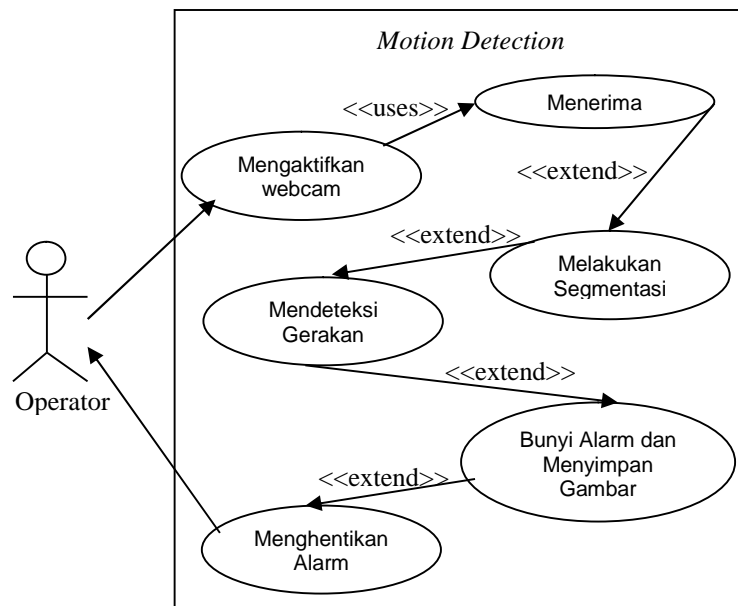 Motion Detection
<<uses>>
Menerima
Mengaktifkan
webcam
<<extend>>
<<extend>>
Melakukan
Segmentasi
Mendeteksi
Gerakan
<<extend>>
Operator
Bunyi Alarm dan
Menyimpan
Gambar
<<extend>>
Menghentikan
Alarm